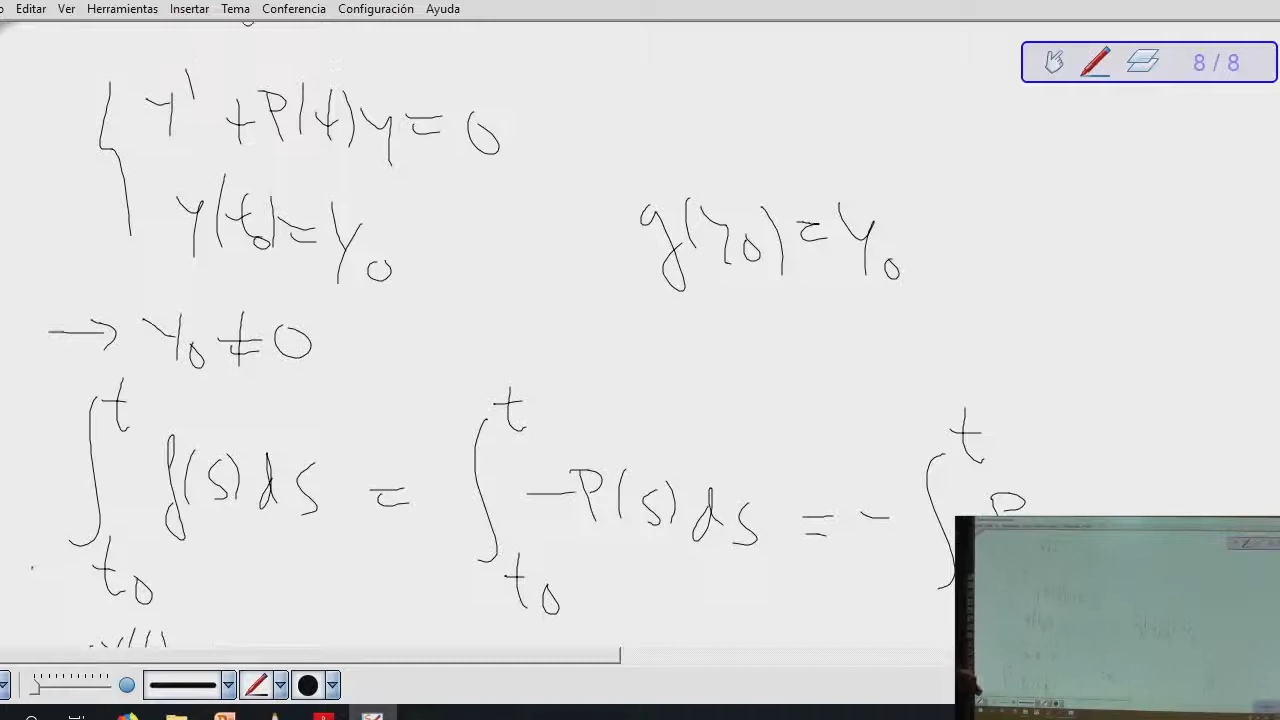 Editar Ver Herramientas Insertar Tema Conferencia Configuración Ayuda
8 / 8
y' + P(t)y = 0
y(t₀) = y₀
g(y₀) = y₀
→ y₀ ≠ 0
∫_{t₀}^{t} f(s)ds = ∫_{t₀}^{t} -P(s)ds = - ∫^{t} P